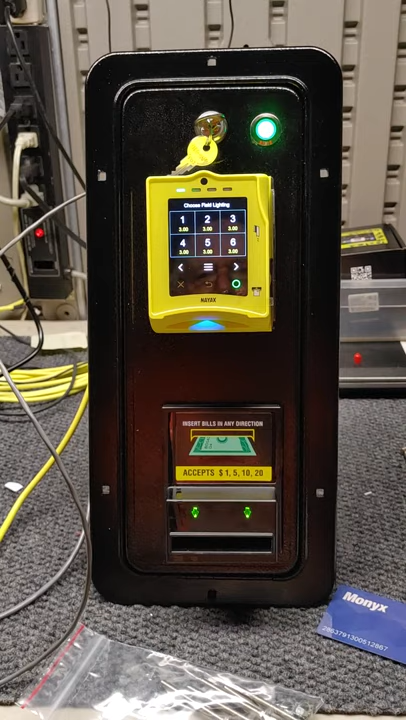 Choose Field Lighting
1 2 3
3.00 3.00 3.00
4 5 6
3.00 3.00 3.00
NAYAX
INSERT BILLS IN ANY DIRECTION
ACCEPTS $ 1, 5, 10, 20
Monyx